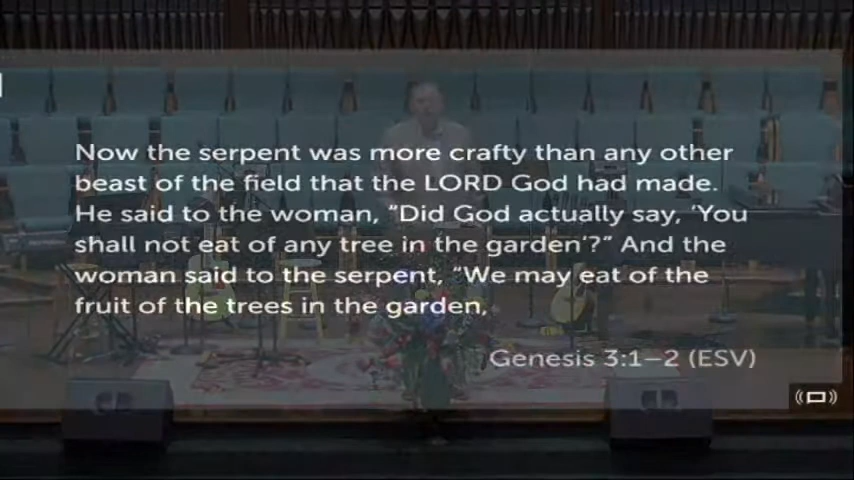 Now the serpent was more crafty than any other
beast of the field that the LORD God had made.
He said to the woman, “Did God actually say, ‘You
shall not eat of any tree in the garden’?” And the
woman said to the serpent, “We may eat of the
fruit of the trees in the garden,
Genesis 3:1–2 (ESV)